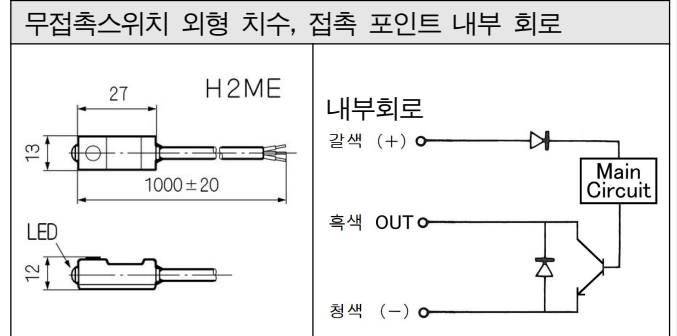 무접촉스위치 외형 치수, 접촉 포인트 내부 회로
H2ME
27
13
1000±20
LED
12
내부회로
갈색 (+)
Main
Circuit
흑색 OUT
청색 (-)